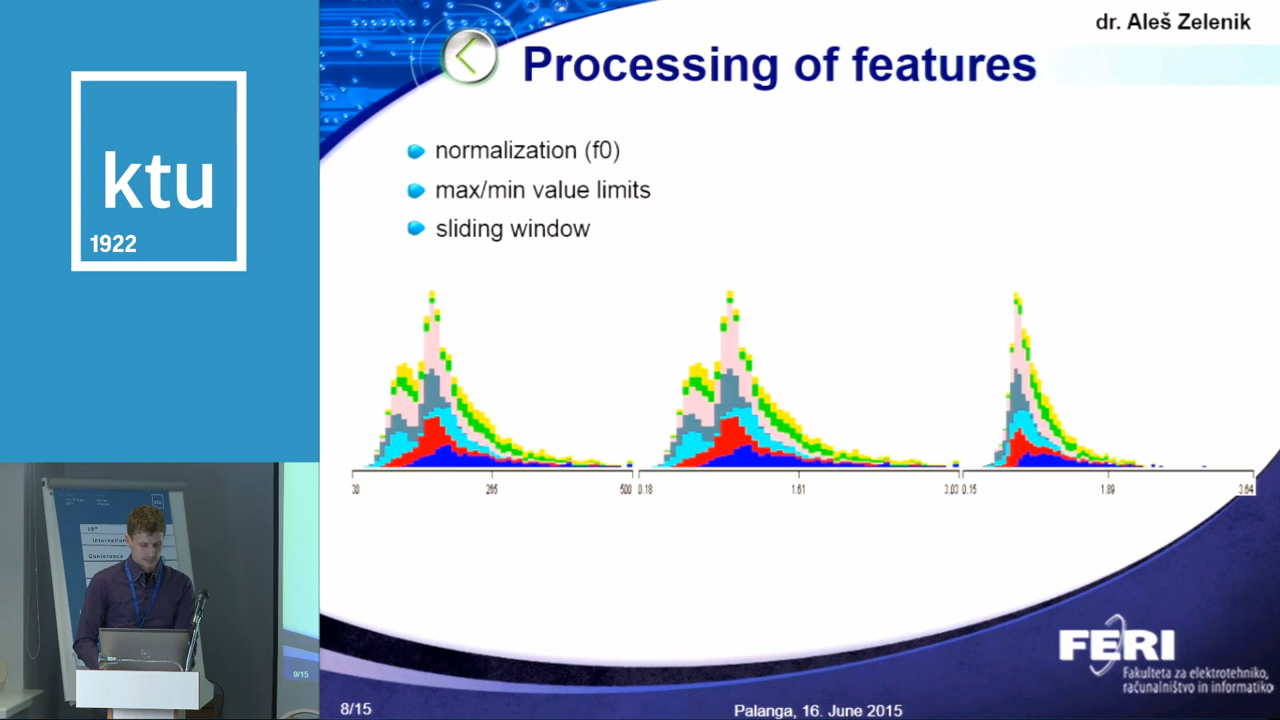 ktu
1922
dr. Aleš Zelenik
Processing of features
normalization (f0)
max/min value limits
sliding window
30 265 500 0.18 1.61 3.03 0.15 1.89 3.64
Conference
9/15
FERI
Fakulteta za elektrotehniko,
računalništvo in informatiko
8/15
Palanga, 16. June 2015